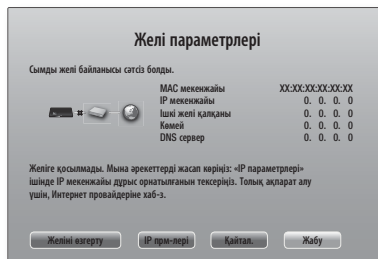 Желі параметрлері
Сымды желі байланысы сәтсіз болды.
MAC мекенжайы XX:XX:XX:XX:XX:XX
IP мекенжайы 0. 0. 0. 0
Ішкі желі қалқаны 0. 0. 0. 0
Көмей 0. 0. 0. 0
DNS сервер 0. 0. 0. 0
Желіге қосылмады. Мына әрекеттерді жасап көріңіз: «IP параметрлері»
ішінде IP мекенжайы дұрыс орнатылғанын тексеріңіз. Толық ақпарат алу
үшін, Интернет провайдеріне хаб-з.
Желіні өзгерту IP прм-лері Қайтал. Жабу